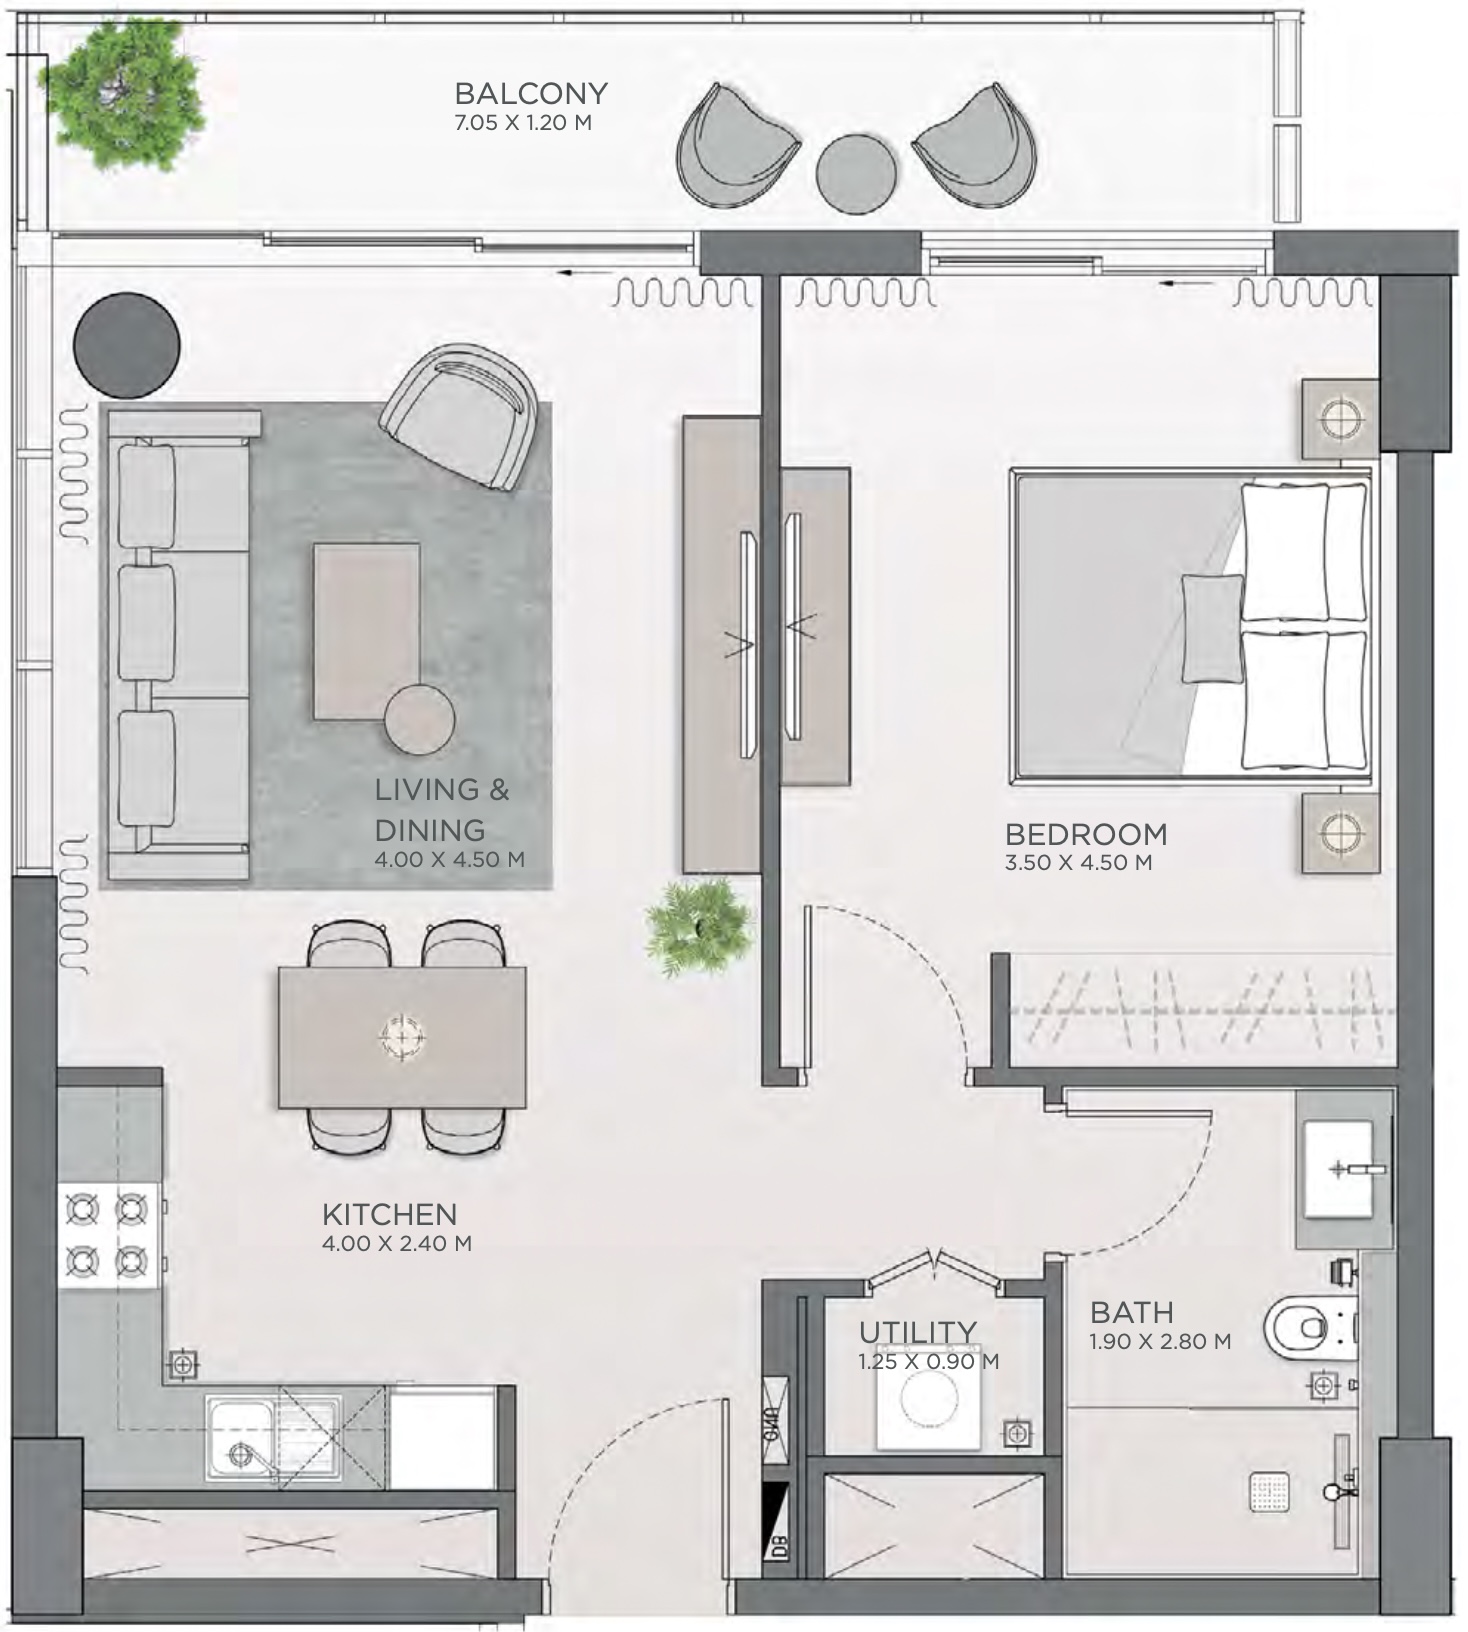 BALCONY
7.05 X 1.20 M
LIVING &
DINING
4.00 X 4.50 M
BEDROOM
3.50 X 4.50 M
KITCHEN
4.00 X 2.40 M
UTILITY
1.25 X 0.90 M
BATH
1.90 X 2.80 M
ONU
DB